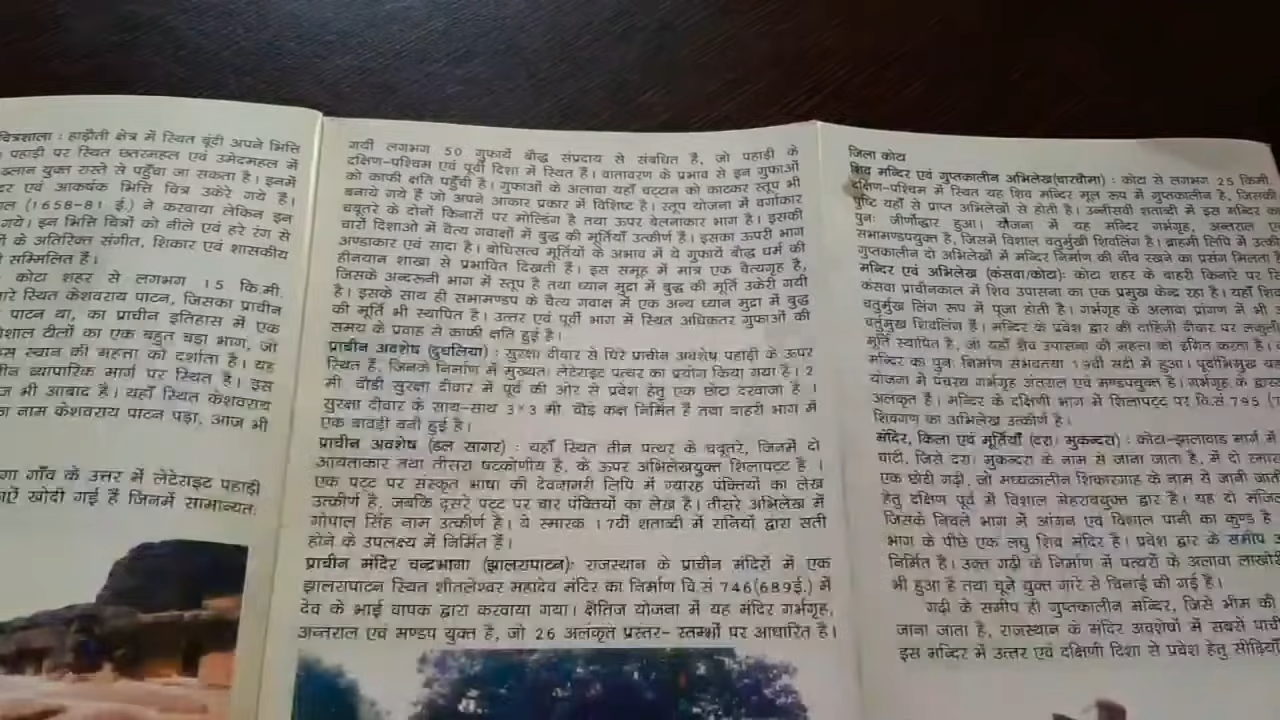 चित्रशाला : हाड़ौती क्षेत्र में स्थित बूंदी अपने भित्ति
पहाड़ी पर स्थित छतरमहल एवं उमेदमहल में
ढलान युक्त रास्ते से पहुँचा जा सकता है। इनमें
एवं आकर्षक भित्ति चित्र उकेरे गये है।
(1658-81 ई.) ने करवाया लेकिन इन
गये। इन भित्ति चित्रों को नीले एवं हरे रंग से
के अतिरिक्त संगीत, शिकार एवं शासकीय
सम्मिलित है।
कोटा शहर से लगभग 15 कि.मी.
स्थित केशवराय पाटन, जिसका प्राचीन
पाटन था, का प्राचीन इतिहास में एक
टीलों का एक बहुत बड़ा भाग, जो
स्थान की महत्ता को दर्शाता है। यह
व्यापारिक मार्ग पर स्थित है। इस
भी आबाद है। यहाँ स्थित केशवराय
नाम केशवराय पाटन पड़ा, आज भी
गाँव के उत्तर में लेटेराइट पहाड़ी
खोदी गई हैं जिनमें सामान्यत:
गयी लगभग 50 गुफायें बौद्ध संप्रदाय से संबंधित है, जो पहाड़ी के
दक्षिण-पश्चिम एवं पूर्वी दिशा में स्थित है। वातावरण के प्रभाव से इन गुफाओं
को काफी क्षति पहुँची है। गुफाओं के अलावा यहाँ चट्टान को काटकर स्तूप भी
बनाये गये हैं जो अपने आकार प्रकार में विशिष्ट है। स्तूप योजना में वर्गाकार
चबूतरे के दोनों किनारों पर मोल्डिंग है तथा ऊपर बेलनाकार भाग है। इसकी
चारों दिशाओं में चैत्य गवाक्षों में बुद्ध की मूर्तियाँ उत्कीर्ण है। इसका ऊपरी भाग
अण्डाकार एवं सादा है। बोधिसत्व मूर्तियों के अभाव में ये गुफायें बौद्ध धर्म की
हीनयान शाखा से प्रभावित दिखती हैं। इस समूह में मात्र एक चैत्यगृह है,
जिसके अन्दरूनी भाग में स्तूप है तथा ध्यान मुद्रा में बुद्ध की मूर्ति उकेरी गयी
है। इसके साथ ही सभामण्डप के चैत्य गवाक्ष में एक अन्य ध्यान मुद्रा में बुद्ध
की मूर्ति भी स्थापित है। उत्तर एवं पूर्वी भाग में स्थित अधिकतर गुफाओं की
समय के प्रवाह से काफी क्षति हुई है।
प्राचीन अवशेष (दुधलिया) : सुरक्षा दीवार से घिरे प्राचीन अवशेष पहाड़ी के ऊपर
स्थित हैं, जिनके निर्माण में मुख्यत: लेटेराइट पत्थर का प्रयोग किया गया है। 2
मी. चौड़ी सुरक्षा दीवार में पूर्व की ओर से प्रवेश हेतु एक छोटा दरवाजा है ।
सुरक्षा दीवार के साथ-साथ 3×3 मी. चौड़े कक्ष निर्मित है तथा बाहरी भाग में
एक बावड़ी बनी हुई है।
प्राचीन अवशेष (हल सागर) : यहाँ स्थित तीन पत्थर के चबूतरे, जिनमें दो
आयताकार तथा तीसरा षटकोणीय है, के ऊपर अभिलेखयुक्त शिलापट्ट है ।
एक पट्ट पर संस्कृत भाषा की देवनागरी लिपि में ग्यारह पंक्तियों का लेख
उत्कीर्ण है, जबकि दूसरे पट्ट पर चार पंक्तियों का लेख है। तीसरे अभिलेख में
गोपाल सिंह नाम उत्कीर्ण है। ये स्मारक 17वीं शताब्दी में रानियों द्वारा सती
होने के उपलक्ष्य में निर्मित हैं।
प्राचीन मंदिर चन्द्रभागा (झालरापाटन): राजस्थान के प्राचीन मंदिरों में एक
झालरापाटन स्थित शीतलेश्वर महादेव मंदिर का निर्माण वि.सं 746(689ई.) में
देव के भाई वापक द्वारा करवाया गया। क्षैतिज योजना में यह मंदिर गर्भगृह,
अन्तराल एवं मण्डप युक्त है, जो 26 अलंकृत प्रस्तर- स्तम्भों पर आधारित है।
जिला कोटा
शिव मन्दिर एवं गुप्तकालीन अभिलेख(चारचौमा) : कोटा से लगभग 25 किमी.
दक्षिण-पश्चिम में स्थित यह शिव मन्दिर मूल रूप में गुप्तकालीन है, जिसकी
पुष्टि यहाँ से प्राप्त अभिलेखों से होती है। उन्नीसवीं शताब्दी में इस मन्दिर का
पुन: जीर्णोद्धार हुआ। योजना में यह मन्दिर गर्भगृह, अन्तराल
सभामण्डपयुक्त है, जिसमें विशाल चतुर्मुखी शिवलिंग है। ब्राह्मी लिपि में
गुप्तकालीन दो अभिलेखों में मन्दिर निर्माण की नींव रखने का प्रसंग मिलता
मन्दिर एवं अभिलेख (कंसवा/कोटा): कोटा शहर के बाहरी किनारे पर
कंसवा प्राचीनकाल में शिव उपासना का एक प्रमुख केन्द्र रहा है। यहाँ
चतुर्मुख लिंग रूप में पूजा होती है। गर्भगृह के अलावा प्रांगण में भी
चतुर्मुख शिवलिंग हैं। मन्दिर के प्रवेश द्वार की दाहिनी दीवार पर
मूर्ति स्थापित है, जो यहाँ शैव उपासना की महत्ता को इंगित करता है।
मन्दिर का पुन: निर्माण संभवतया 19वीं सदी में हुआ। पूर्वाभिमुख यह
योजना में पंचरथ गर्भगृह अंतराल एवं मण्डपयुक्त है। गर्भगृह के
अलंकृत है। मन्दिर के दक्षिणी भाग में शिलापट्ट पर वि.सं.795
शिवगण का अभिलेख उत्कीर्ण है।
मंदिर, किला एवं मूर्तियाँ (दरा/ मुकन्दरा) : कोटा-झालावाड़ मार्ग में
घाटी, जिसे दरा/ मुकन्दरा के नाम से जाना जाता है, में दो
एक छोटी गढ़ी, जो मध्यकालीन शिकारगाह के नाम से जानी जाती
हेतु दक्षिण पूर्व में विशाल मेहराबयुक्त द्वार है। यह दो
जिसके निचले भाग में आंगन एवं विशाल पानी का कुण्ड है
भाग के पीछे एक लघु शिव मंदिर है। प्रवेश द्वार के समीप
निर्मित है। उक्त गढ़ी के निर्माण में पत्थरों के अलावा
भी हुआ है तथा चूने युक्त गारे से चिनाई की गई है।
गढ़ी के समीप ही गुप्तकालीन मन्दिर, जिसे भीम की
जाना जाता है, राजस्थान के मंदिर अवशेषों में सबसे
इस मन्दिर में उत्तर एवं दक्षिणी दिशा से प्रवेश हेतु सीढ़ियाँ